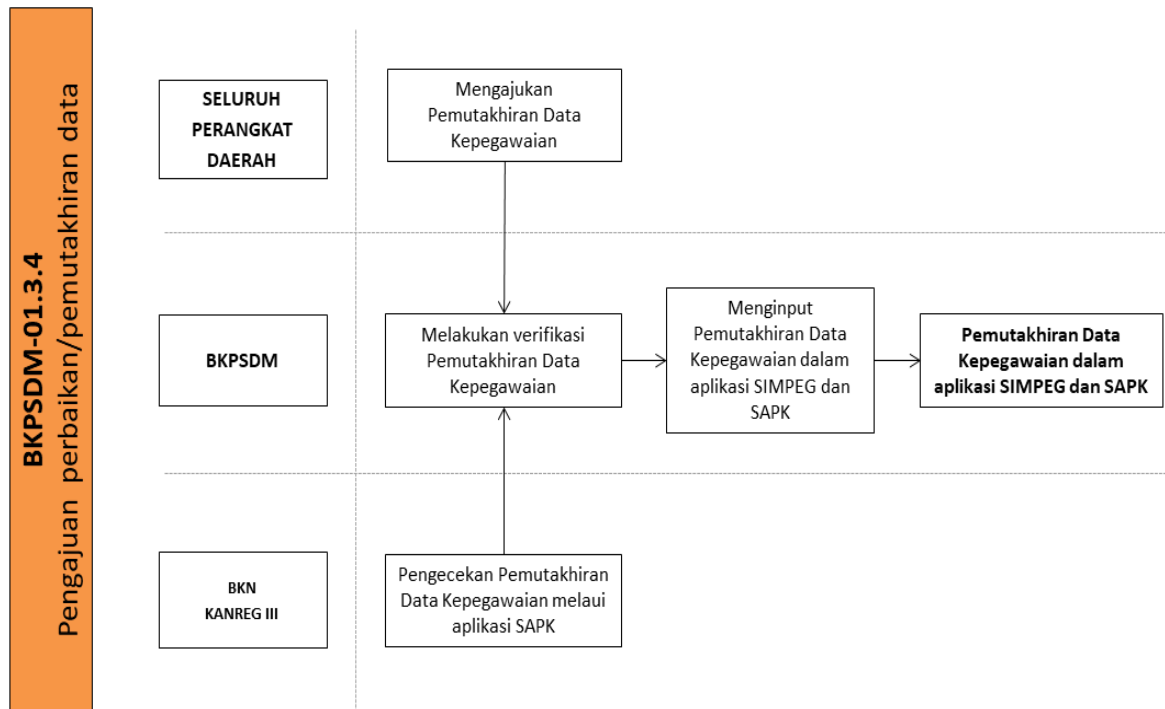 BKPSDM-01.3.4
Pengajuan perbaikan/pemutakhiran data
SELURUH
PERANGKAT
DAERAH
Mengajukan
Pemutakhiran Data
Kepegawaian
BKPSDM
Melakukan verifikasi
Pemutakhiran Data
Kepegawaian
Menginput
Pemutakhiran Data
Kepegawaian dalam
aplikasi SIMPEG dan
SAPK
Pemutakhiran Data
Kepegawaian dalam
aplikasi SIMPEG dan SAPK
BKN
KANREG III
Pengecekan Pemutakhiran
Data Kepegawaian melaui
aplikasi SAPK